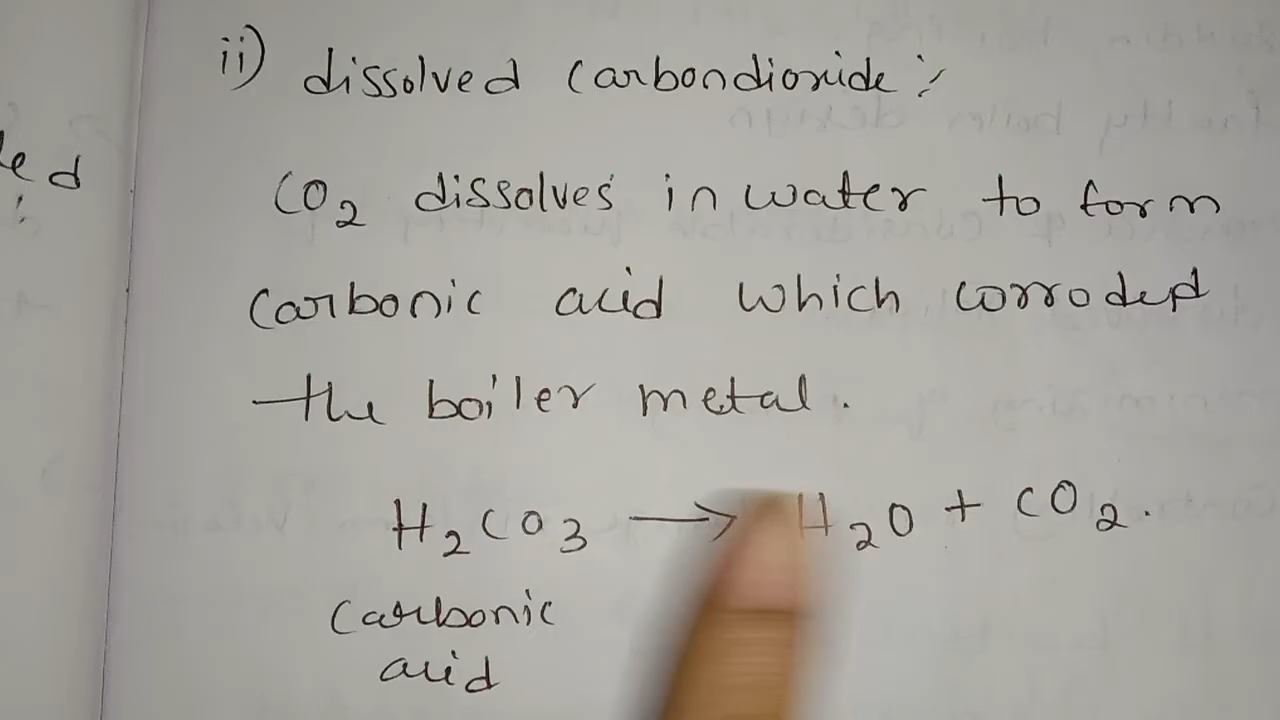 ii) dissolved carbondioxide :
CO2 dissolves in water to form
carbonic acid which corroded
the boiler metal.
H2CO3 → H2O + CO2.
carbonic
acid